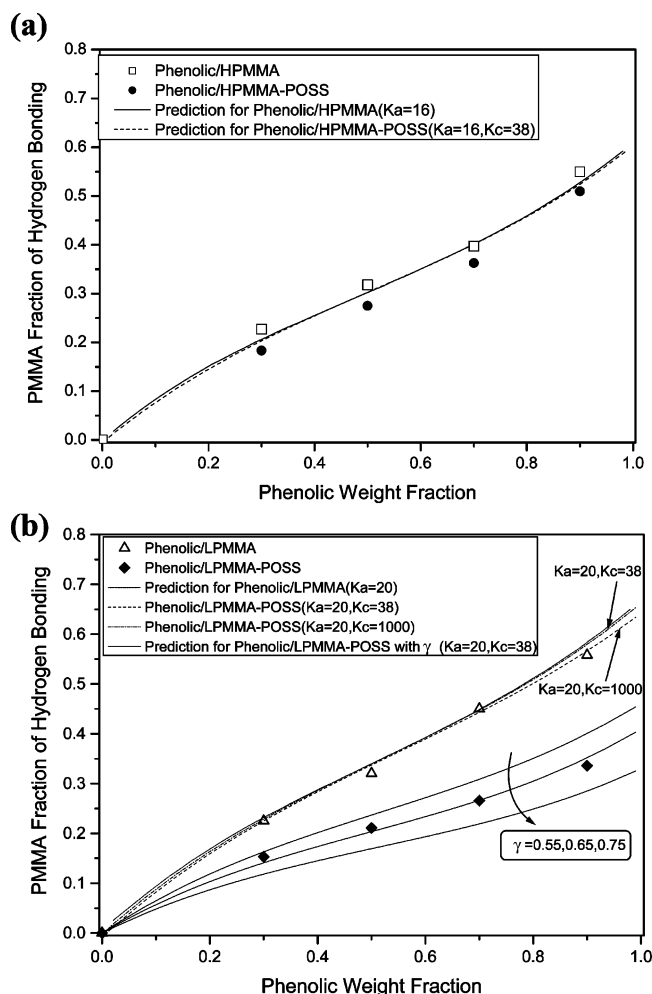 (a)
0.8
0.7
0.6
0.5
0.4
0.3
0.2
0.1
0.0
PMMA Fraction of Hydrogen Bonding
Phenolic/HPMMA
Phenolic/HPMMA-POSS
Prediction for Phenolic/HPMMA(Ka=16)
Prediction for Phenolic/HPMMA-POSS(Ka=16,Kc=38)
0.0 0.2 0.4 0.6 0.8 1.0
Phenolic Weight Fraction
(b)
0.8
0.7
0.6
0.5
0.4
0.3
0.2
0.1
0.0
PMMA Fraction of Hydrogen Bonding
Phenolic/LPMMA
Phenolic/LPMMA-POSS
Prediction for Phenolic/LPMMA(Ka=20)
Phenolic/LPMMA-POSS(Ka=20,Kc=38)
Phenolic/LPMMA-POSS(Ka=20,Kc=1000)
Prediction for Phenolic/LPMMA-POSS with γ (Ka=20,Kc=38)
Ka=20,Kc=38
Ka=20,Kc=1000
γ =0.55,0.65,0.75
0.0 0.2 0.4 0.6 0.8 1.0
Phenolic Weight Fraction